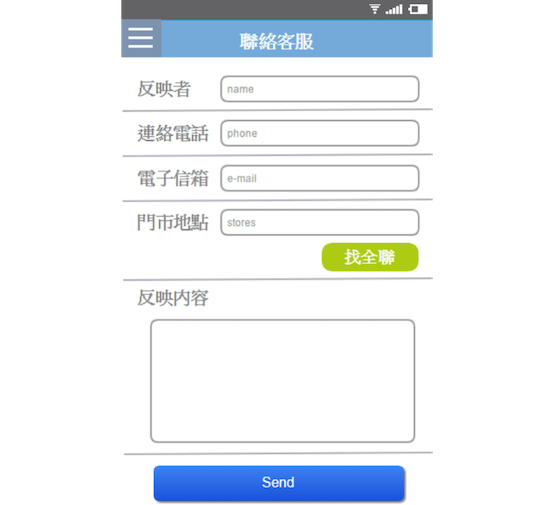 聯絡客服
反映者 name
連絡電話 phone
電子信箱 e-mail
門市地點 stores
找全聯
反映內容
Send